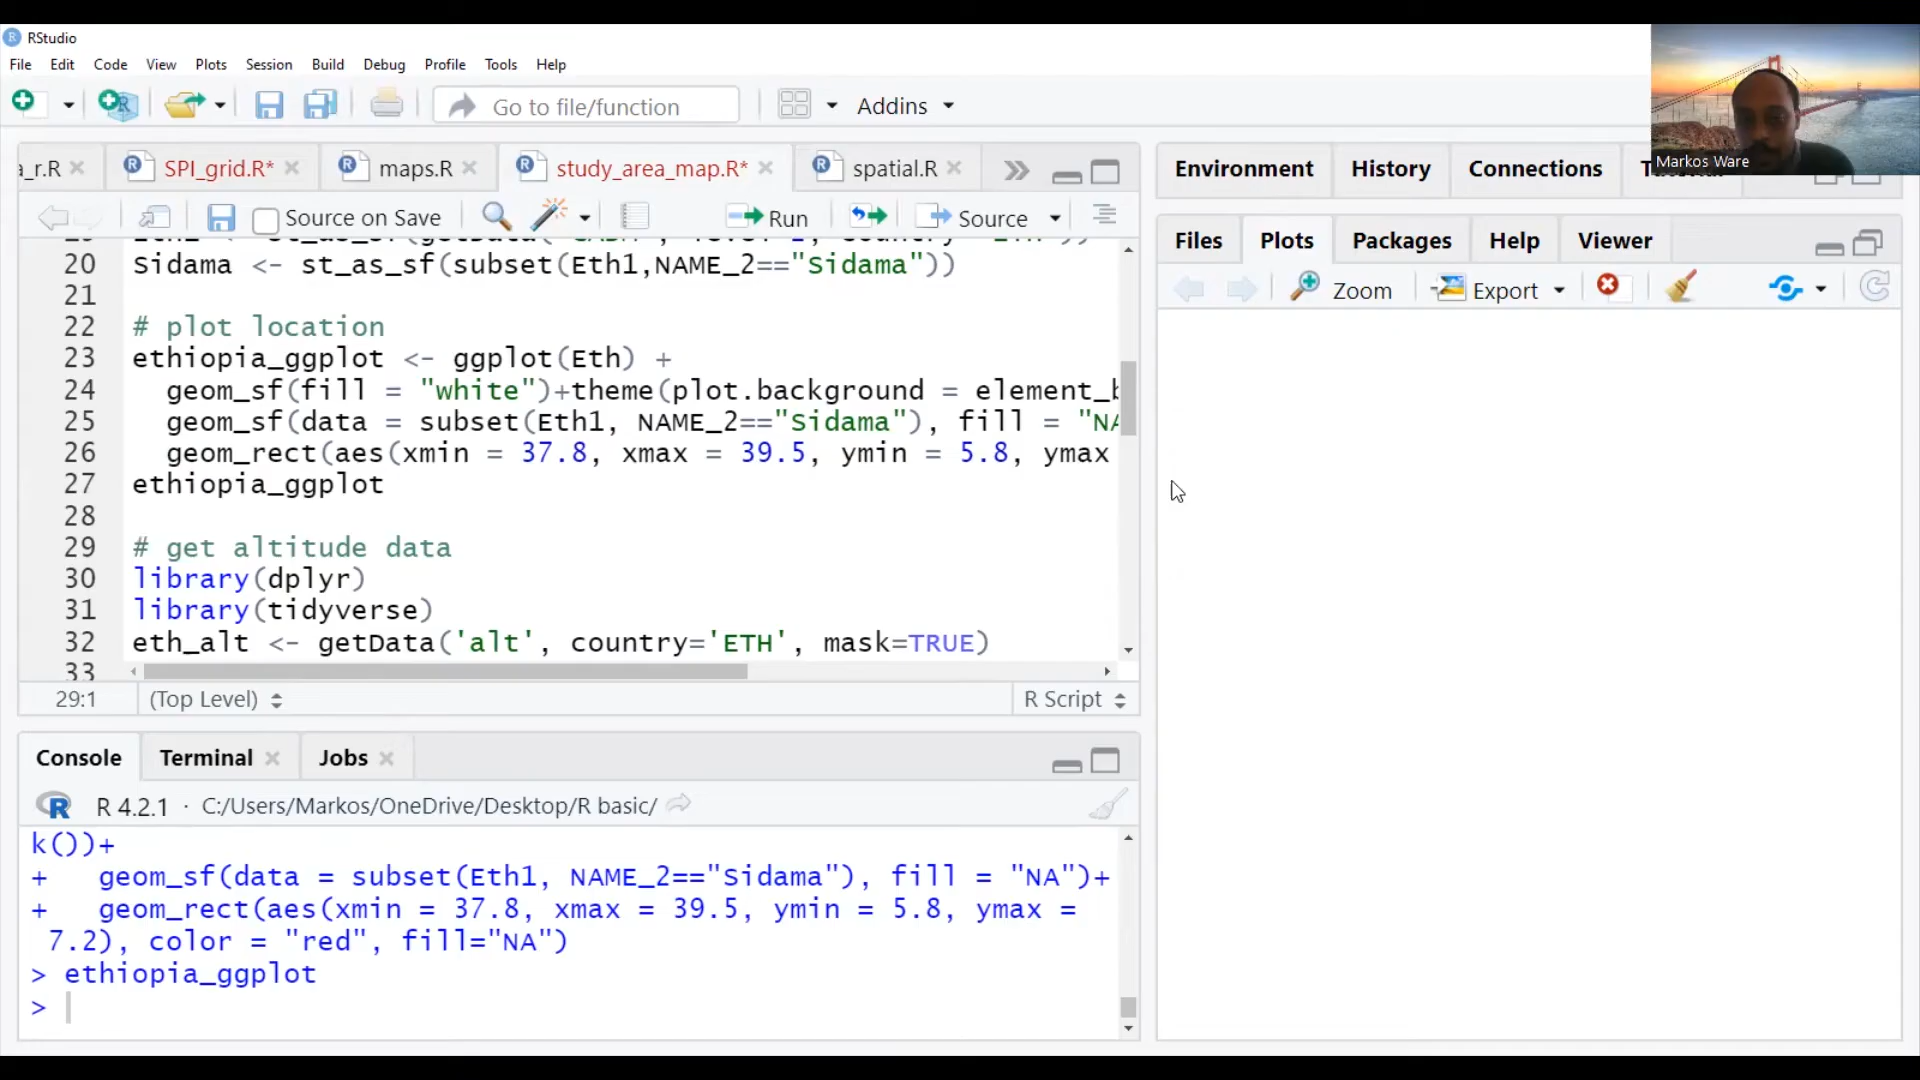 RStudio
File Edit Code View Plots Session Build Debug Profile Tools Help
Go to file/function
Addins
Markos Ware
a_r.R
SPI_grid.R*
maps.R
study_area_map.R*
spatial.R
Source on Save
Run
Source
20 Sidama <- st_as_sf(subset(Eth1,NAME_2=="Sidama"))
21
22 # plot location
23 ethiopia_ggplot <- ggplot(Eth) +
24 geom_sf(fill = "white")+theme(plot.background = element_b
25 geom_sf(data = subset(Eth1, NAME_2=="Sidama"), fill = "NA
26 geom_rect(aes(xmin = 37.8, xmax = 39.5, ymin = 5.8, ymax
27 ethiopia_ggplot
28
29 # get altitude data
30 library(dplyr)
31 library(tidyverse)
32 eth_alt <- getData('alt', country='ETH', mask=TRUE)
33
29:1 (Top Level) R Script
Console Terminal Jobs
R 4.2.1 · C:/Users/Markos/OneDrive/Desktop/R basic/
k())+
+ geom_sf(data = subset(Eth1, NAME_2=="Sidama"), fill = "NA")+
+ geom_rect(aes(xmin = 37.8, xmax = 39.5, ymin = 5.8, ymax =
7.2), color = "red", fill="NA")
> ethiopia_ggplot
>
Environment History Connections
Files Plots Packages Help Viewer
Zoom Export